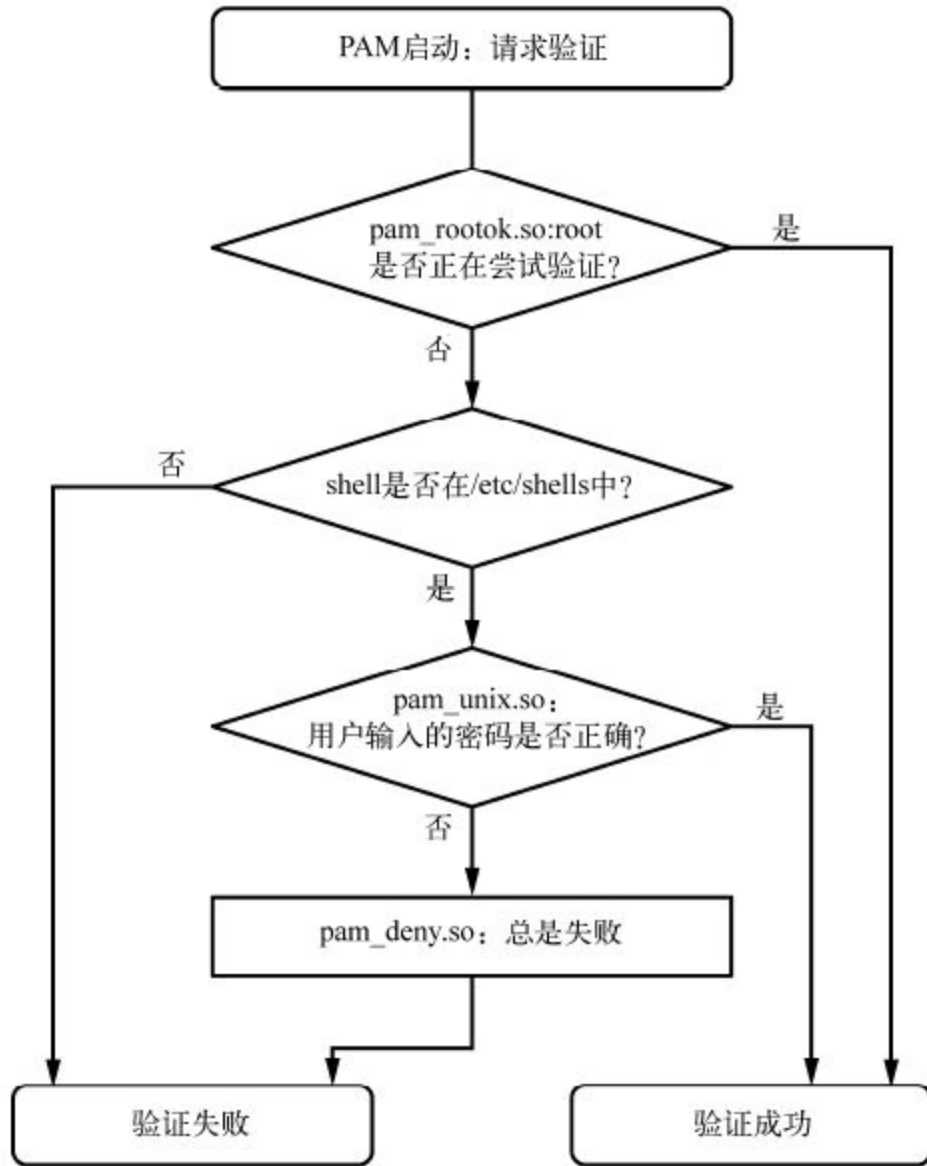 PAM启动：请求验证
pam_rootok.so:root
是否正在尝试验证?
是
否
shell是否在/etc/shells中?
否
是
pam_unix.so：
用户输入的密码是否正确?
是
否
pam_deny.so：总是失败
验证失败
验证成功